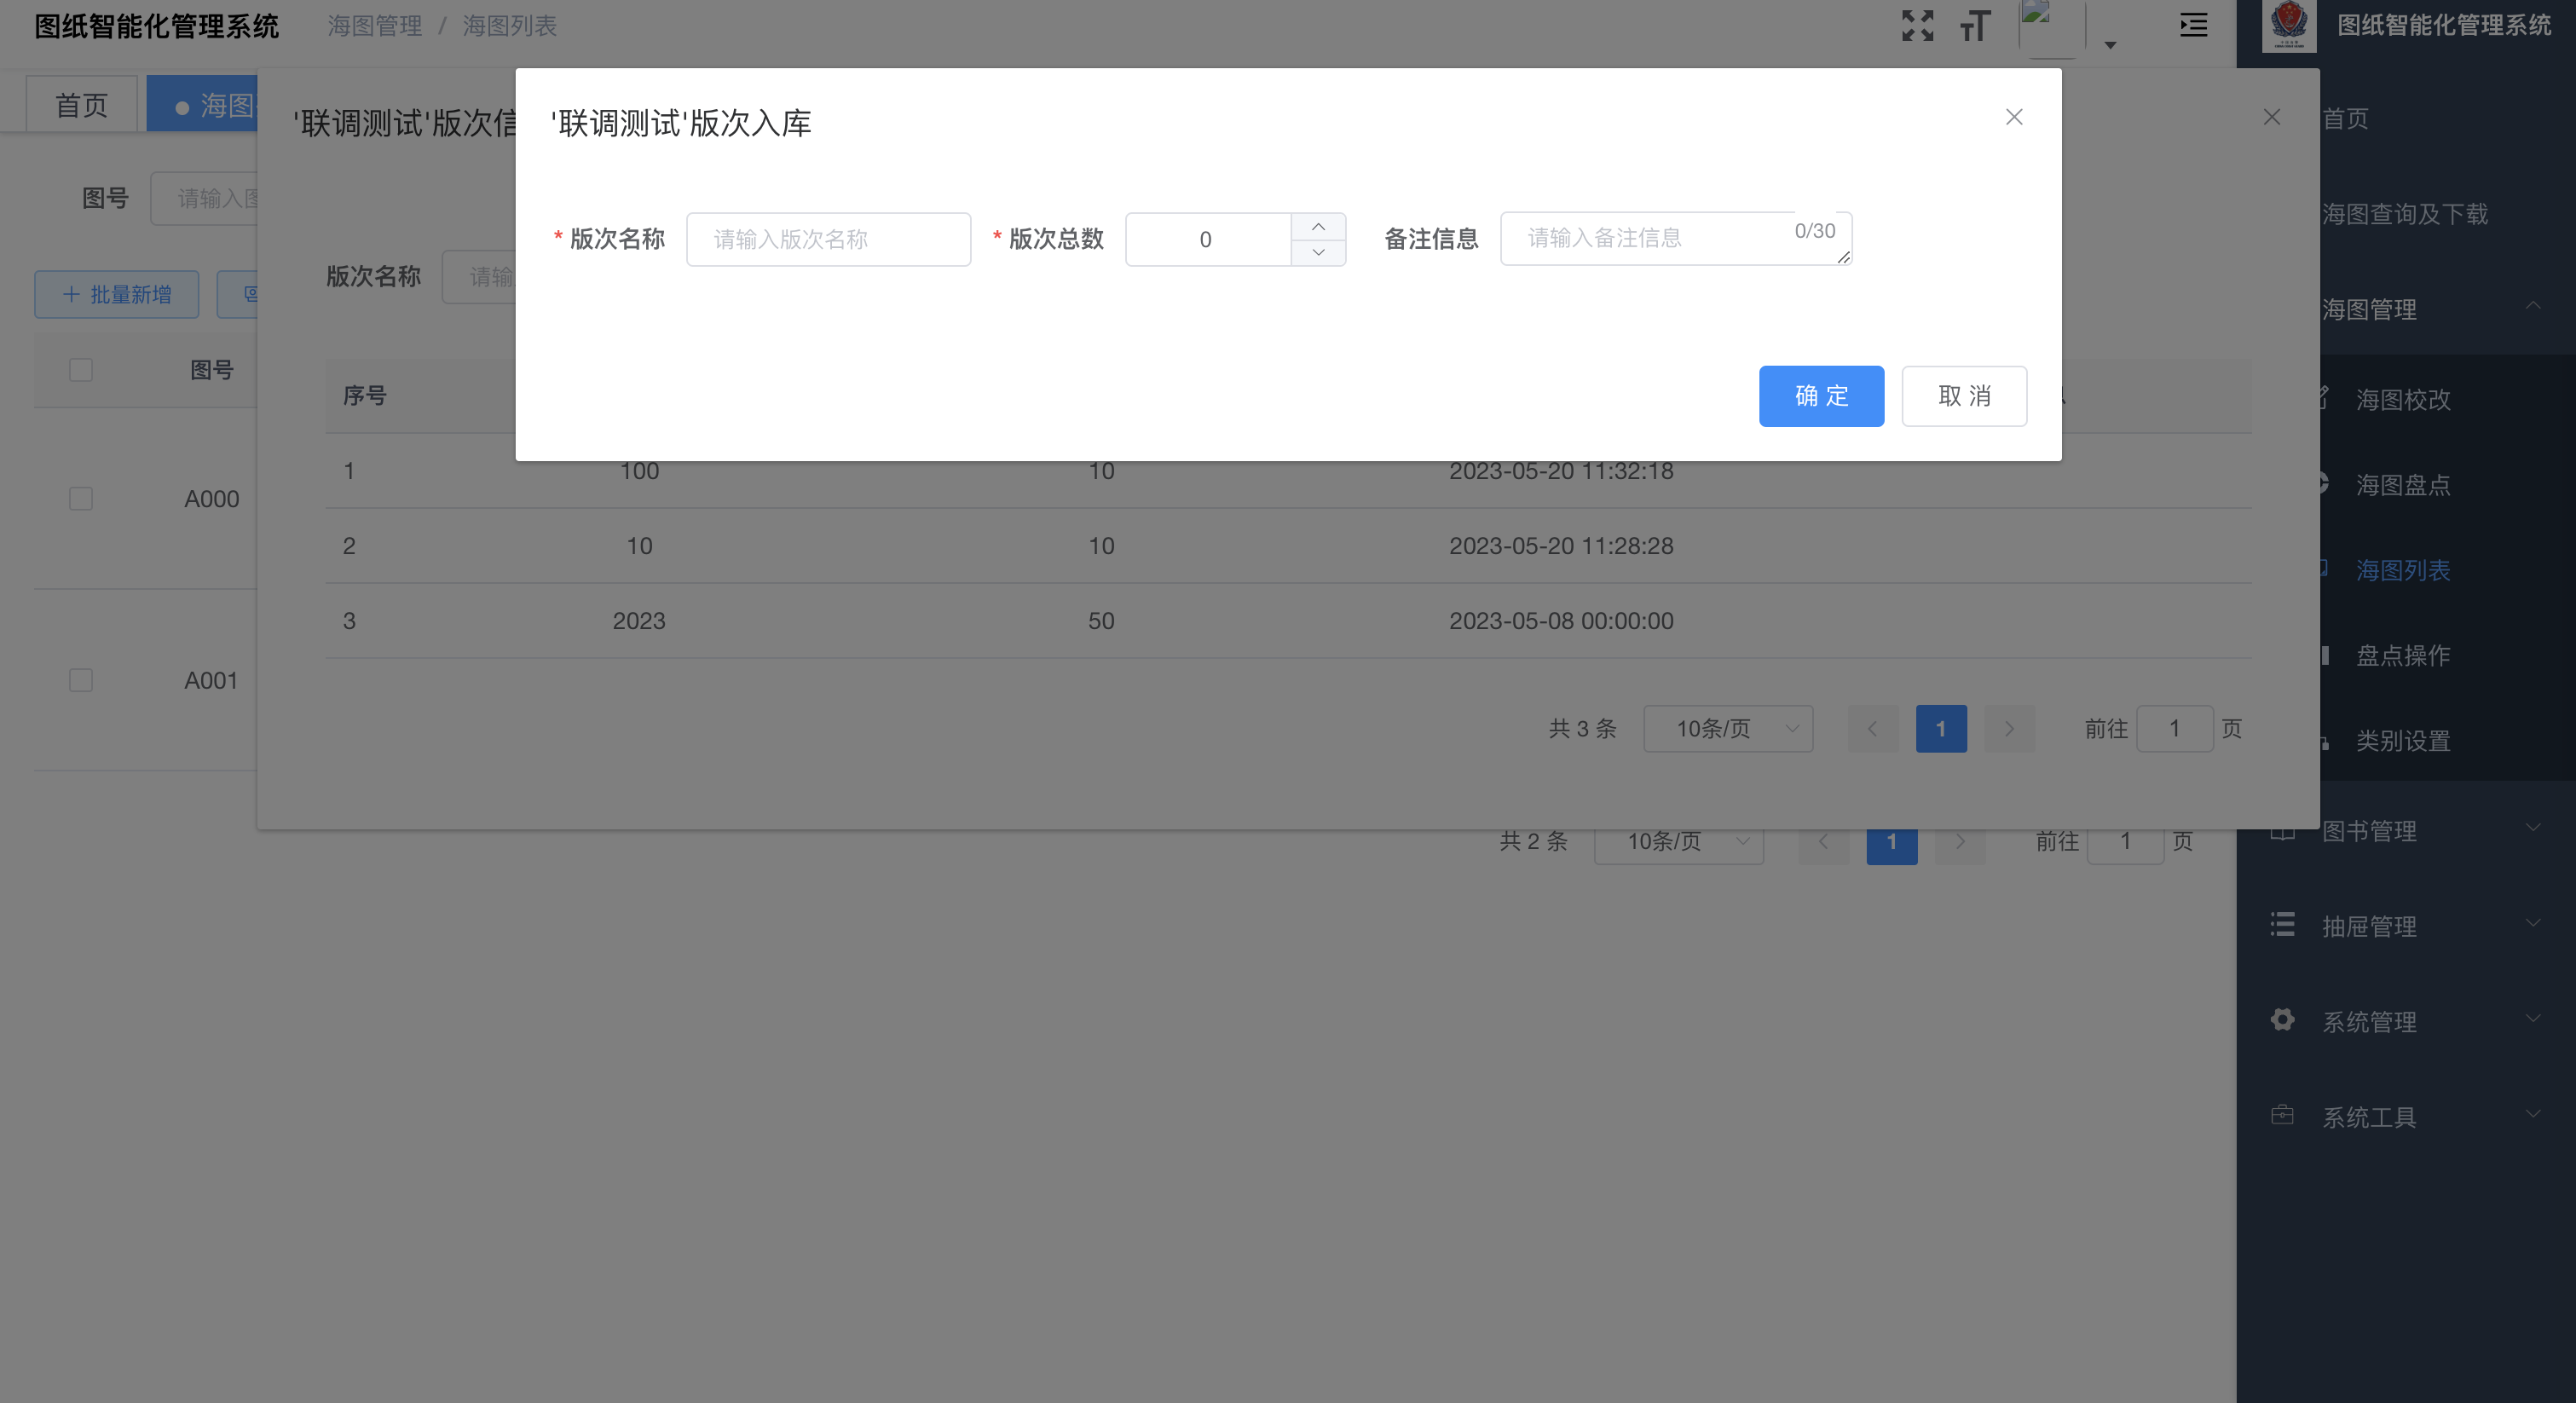 图纸智能化管理系统 海图管理 / 海图列表
图纸智能化管理系统
首页 海图
'联调测试'版次信
'联调测试'版次入库
首页
图号 请输入图
海图查询及下载
* 版次名称 请输入版次名称 * 版次总数 0 备注信息 请输入备注信息 0/30
版次名称 请输
批量新增
海图管理
图号
序号
确 定 取 消
海图校改
1 100 10 2023-05-20 11:32:18
A000
海图盘点
2 10 10 2023-05-20 11:28:28
海图列表
3 2023 50 2023-05-08 00:00:00
盘点操作
A001
共 3 条 10条/页 1 前往 1 页
类别设置
共 2 条 10条/页 1 前往 1 页
图书管理
抽屉管理
系统管理
系统工具